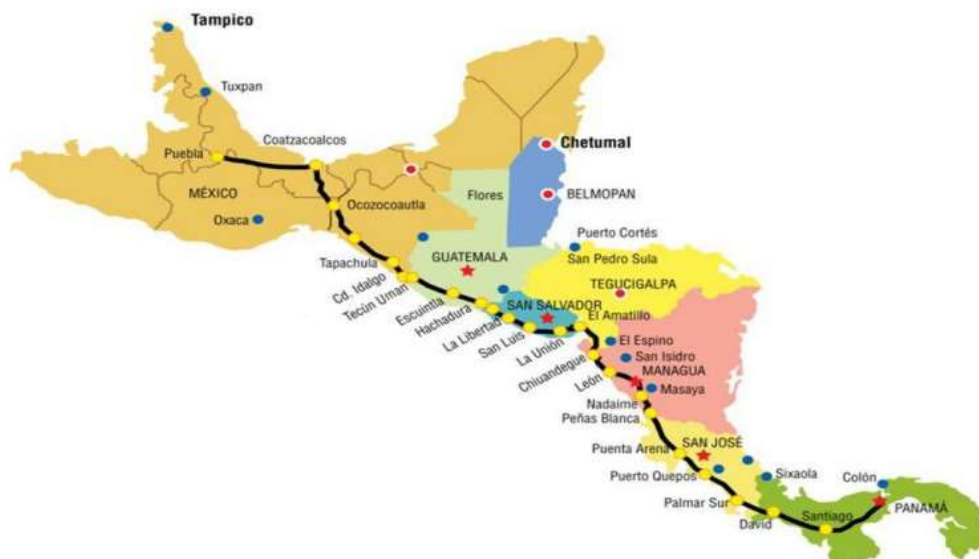 Tampico
Tuxpan
Coatzacoalcos
Puebla
Chetumal
MÉXICO
Flores
BELMOPAN
Ocozocoautla
Oxaca
Puerto Cortés
San Pedro Sula
GUATEMALA
Tapachula
Cd. Idalgo
Tecún Uman
TEGUCIGALPA
Escuintla
Hachadura
SAN SALVADOR
La Libertad
El Amatillo
San Luis
La Unión
El Espino
Chiuandegue
San Isidro
MANAGUA
León
Masaya
Nadaime
Peñas Blanca
SAN JOSÉ
Puenta Arena
Puerto Quepos
Sixaola
Colón
Palmar Sur
PANAMÁ
David
Santiago